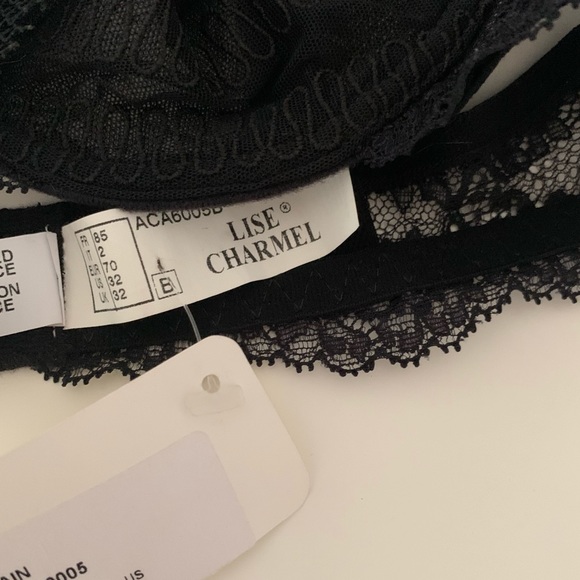 ACA6005B
LISE®
CHARMEL
FR 85
IT 2
EUR 70
US 32
UK 32
B
ED
CE
ON
CE
AIN
0005
US